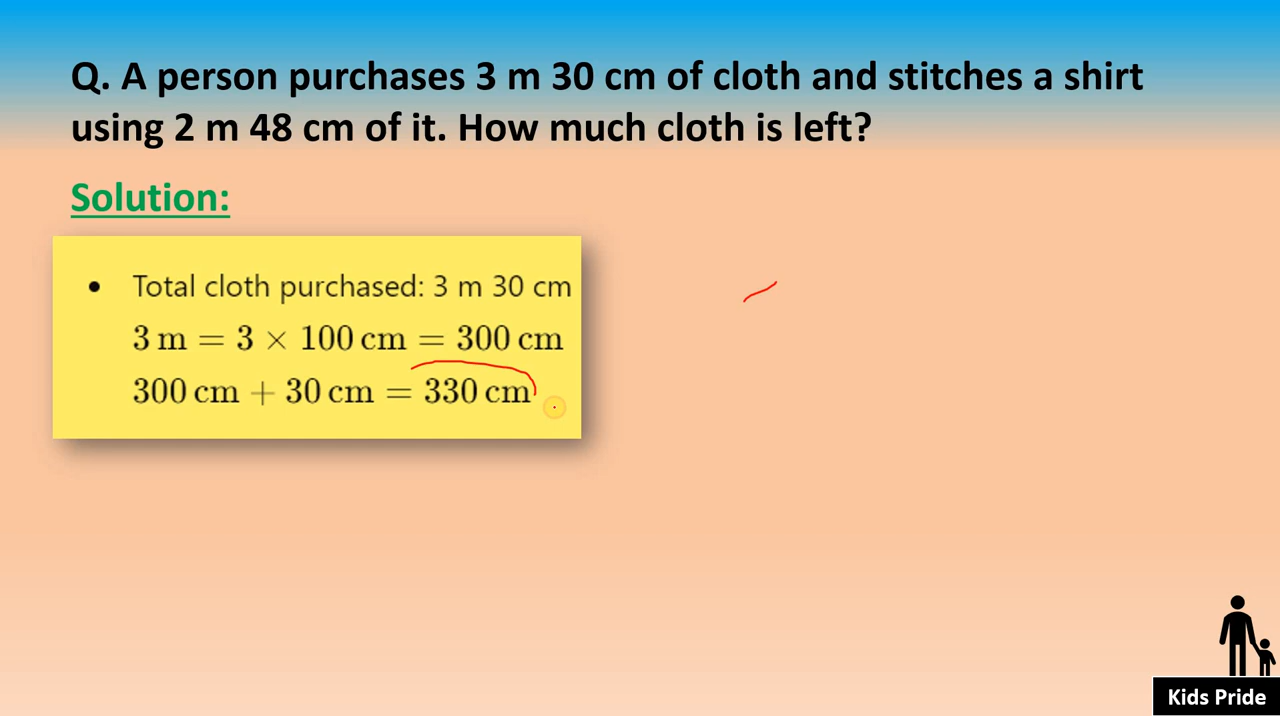 Q. A person purchases 3 m 30 cm of cloth and stitches a shirt
using 2 m 48 cm of it. How much cloth is left?
Solution:
• Total cloth purchased: 3 m 30 cm
3 m = 3 × 100 cm = 300 cm
300 cm + 30 cm = 330 cm
Kids Pride